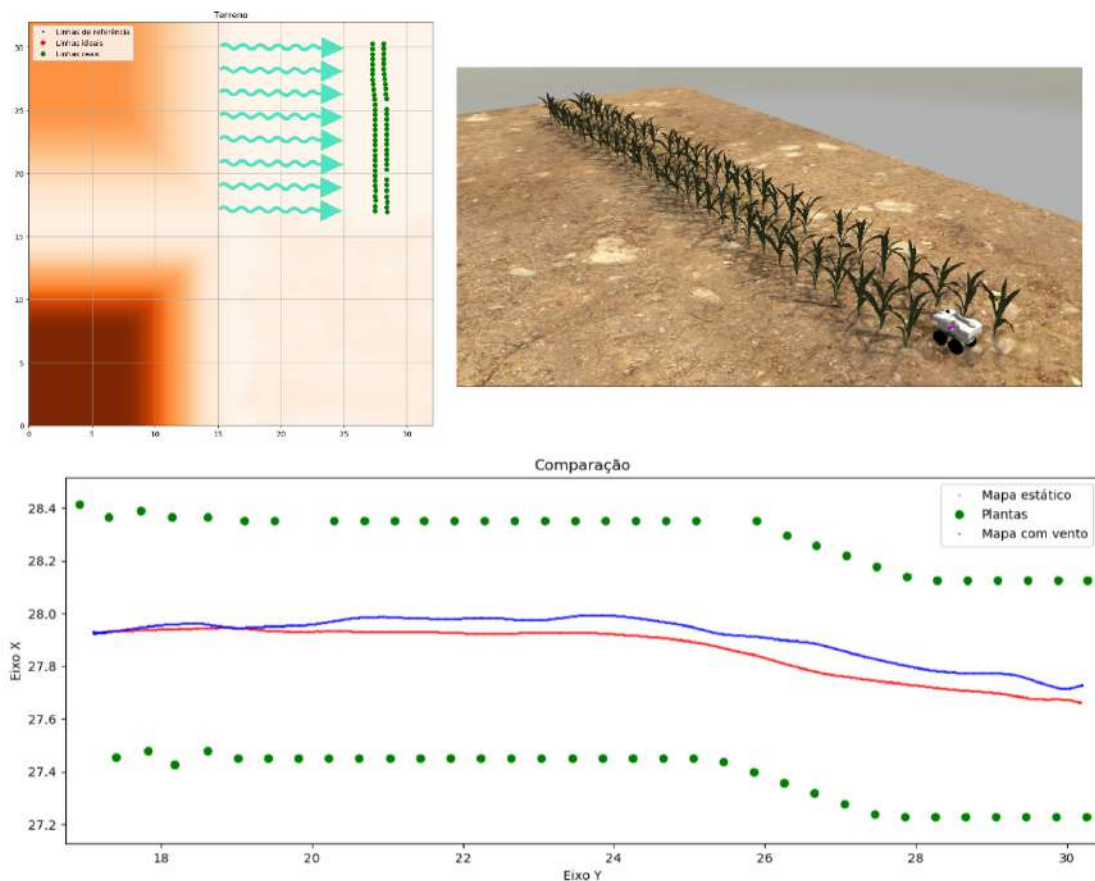 Terreno
Linhas de referência
Linhas ideais
Linhas reais
30
25
20
15
10
5
0
0 5 10 15 20 25 30
Comparação
28.4
28.2
28.0
27.8
27.6
27.4
27.2
Eixo X
Mapa estático
Plantas
Mapa com vento
18 20 22 24 26 28 30
Eixo Y